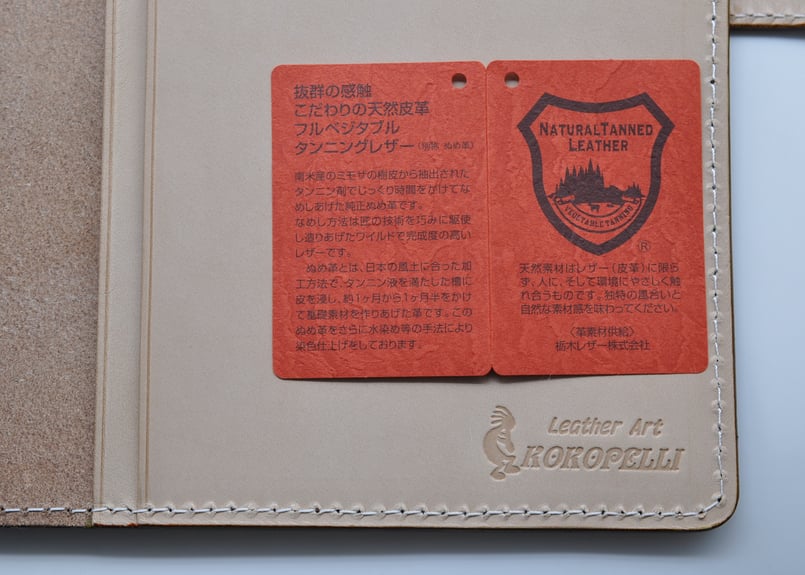 抜群の感触
こだわりの天然皮革
フルベジタブル
タンニングレザー(別称 ぬめ革)
南米産のミモザの樹皮から抽出された
タンニン剤でじっくり時間をかけてな
めしあげた純正ぬめ革です。
なめし方法は匠の技術を巧みに駆使
し造りあげたワイルドで完成度の高い
レザーです。
ぬめ革とは、日本の風土に合った加
工方法で、タンニン液を満たした槽に
皮を浸し、約1ヶ月から1ヶ月半をかけ
て基礎素材を作りあげた革です。この
ぬめ革をさらに水染め等の手法により
染色仕上げをしております。
NATURALTANNED
LEATHER
VEGETABLE TANNING
®
天然素材はレザー(皮革)に限ら
ず、人に、そして環境にやさしく触
れ合うものです。独特の風合いと
自然な素材感を味わってください。
〈革素材供給〉
栃木レザー株式会社
Leather Art
KOKOPELLI